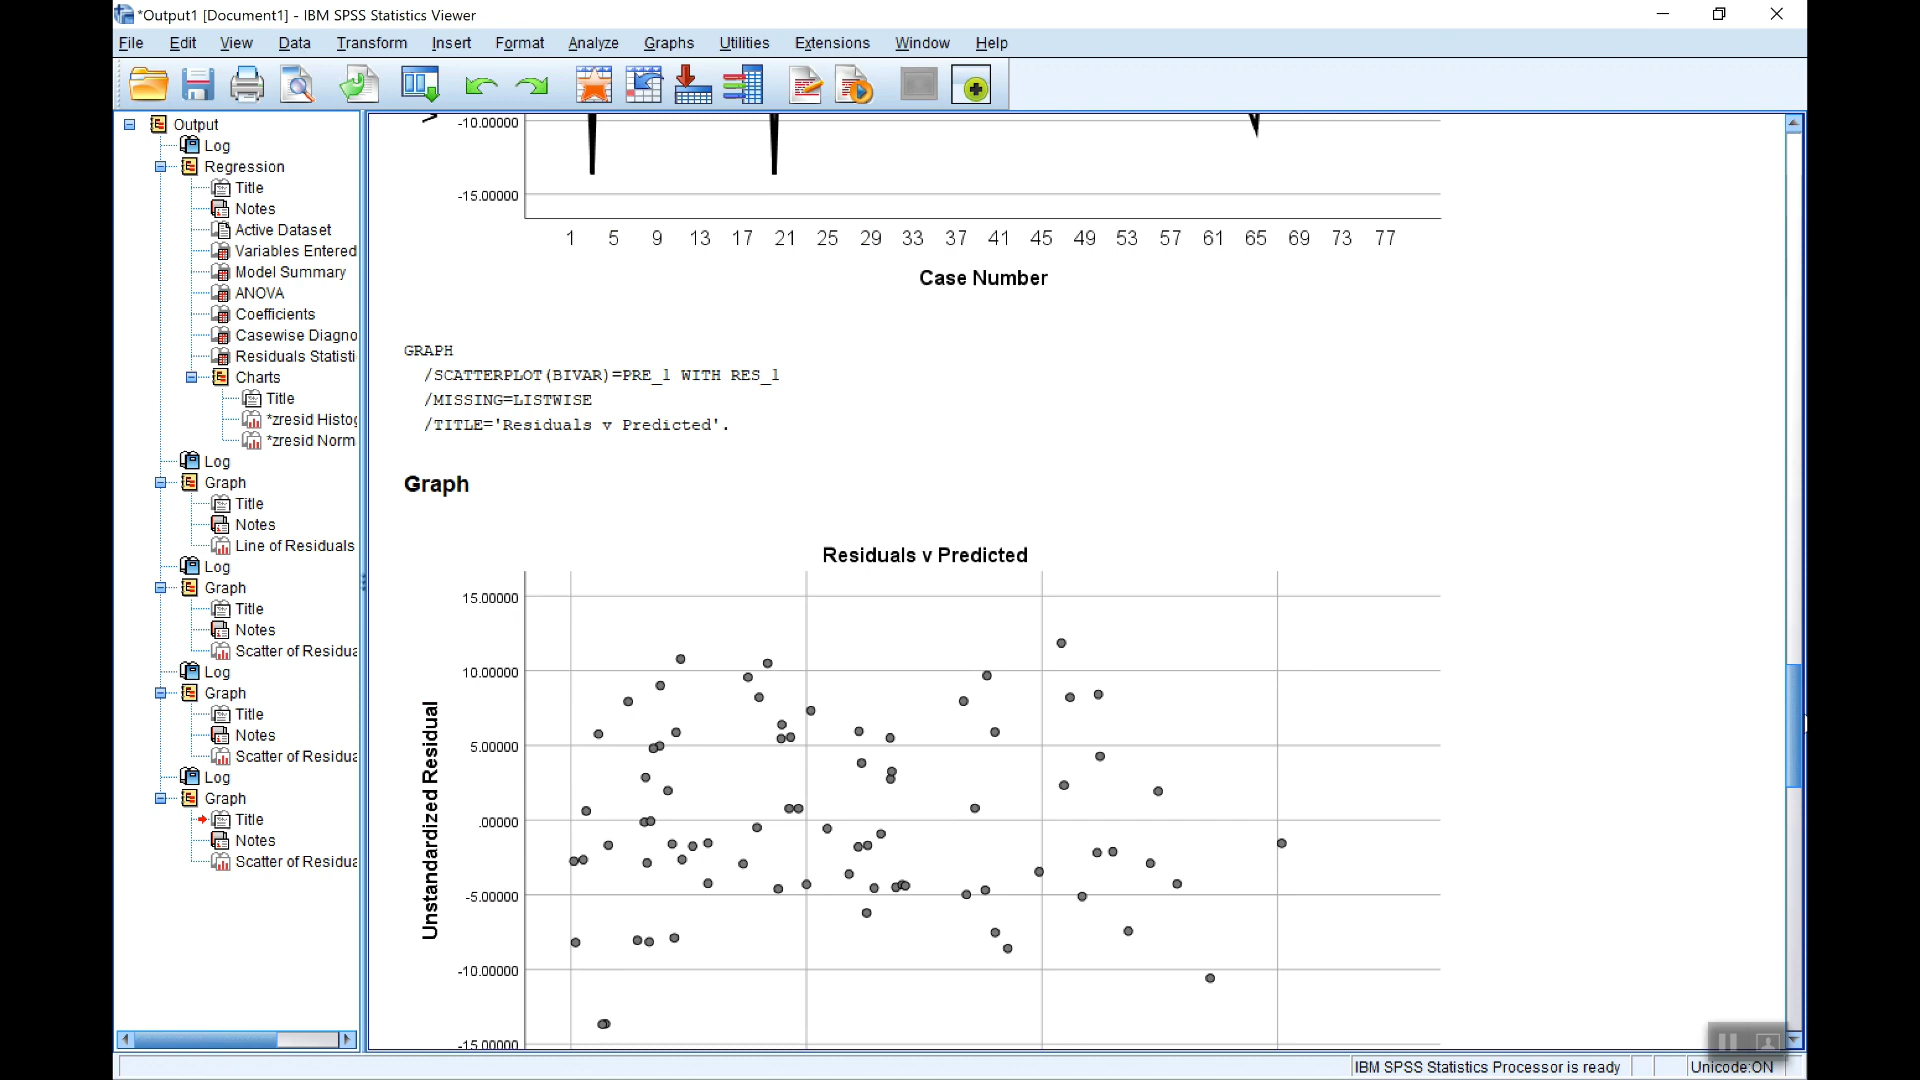 *Output1 [Document1] - IBM SPSS Statistics Viewer
File Edit View Data Transform Insert Format Analyze Graphs Utilities Extensions Window Help
Output
Log
Regression
Title
Notes
Active Dataset
Variables Entered
Model Summary
ANOVA
Coefficients
Casewise Diagno
Residuals Statisti
Charts
Title
*zresid Histog
*zresid Norm
Log
Graph
Title
Notes
Line of Residuals
Log
Graph
Title
Notes
Scatter of Residua
Log
Graph
Title
Notes
Scatter of Residua
Log
Graph
Title
Notes
Scatter of Residua
-10.00000
-15.00000
1 5 9 13 17 21 25 29 33 37 41 45 49 53 57 61 65 69 73 77
Case Number
GRAPH
/SCATTERPLOT(BIVAR)=PRE_1 WITH RES_1
/MISSING=LISTWISE
/TITLE='Residuals v Predicted'.
Graph
Residuals v Predicted
Unstandardized Residual
15.00000
10.00000
5.00000
.00000
-5.00000
-10.00000
-15.00000
IBM SPSS Statistics Processor is ready
Unicode:ON